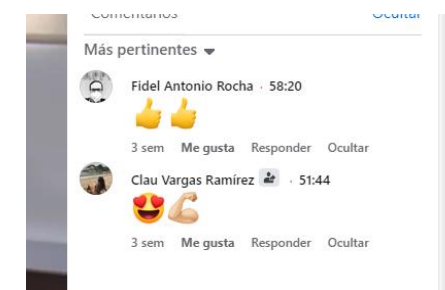 Comentarios Ocultar
Más pertinentes
Fidel Antonio Rocha · 58:20
👍👍
3 sem Me gusta Responder Ocultar
Clau Vargas Ramírez · 51:44
😍💪🏼
3 sem Me gusta Responder Ocultar